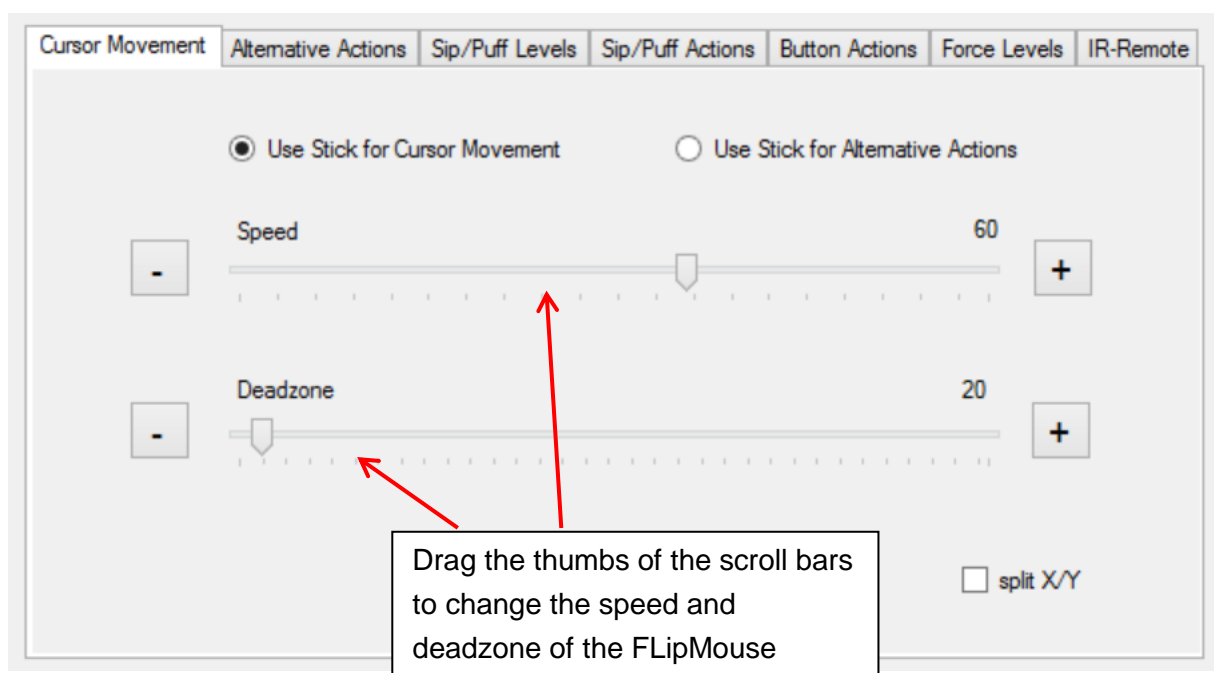 Cursor Movement Alternative Actions Sip/Puff Levels Sip/Puff Actions Button Actions Force Levels IR-Remote
Use Stick for Cursor Movement Use Stick for Alternative Actions
Speed 60
- +
Deadzone 20
- +
Drag the thumbs of the scroll bars
to change the speed and
deadzone of the FLipMouse
split X/Y